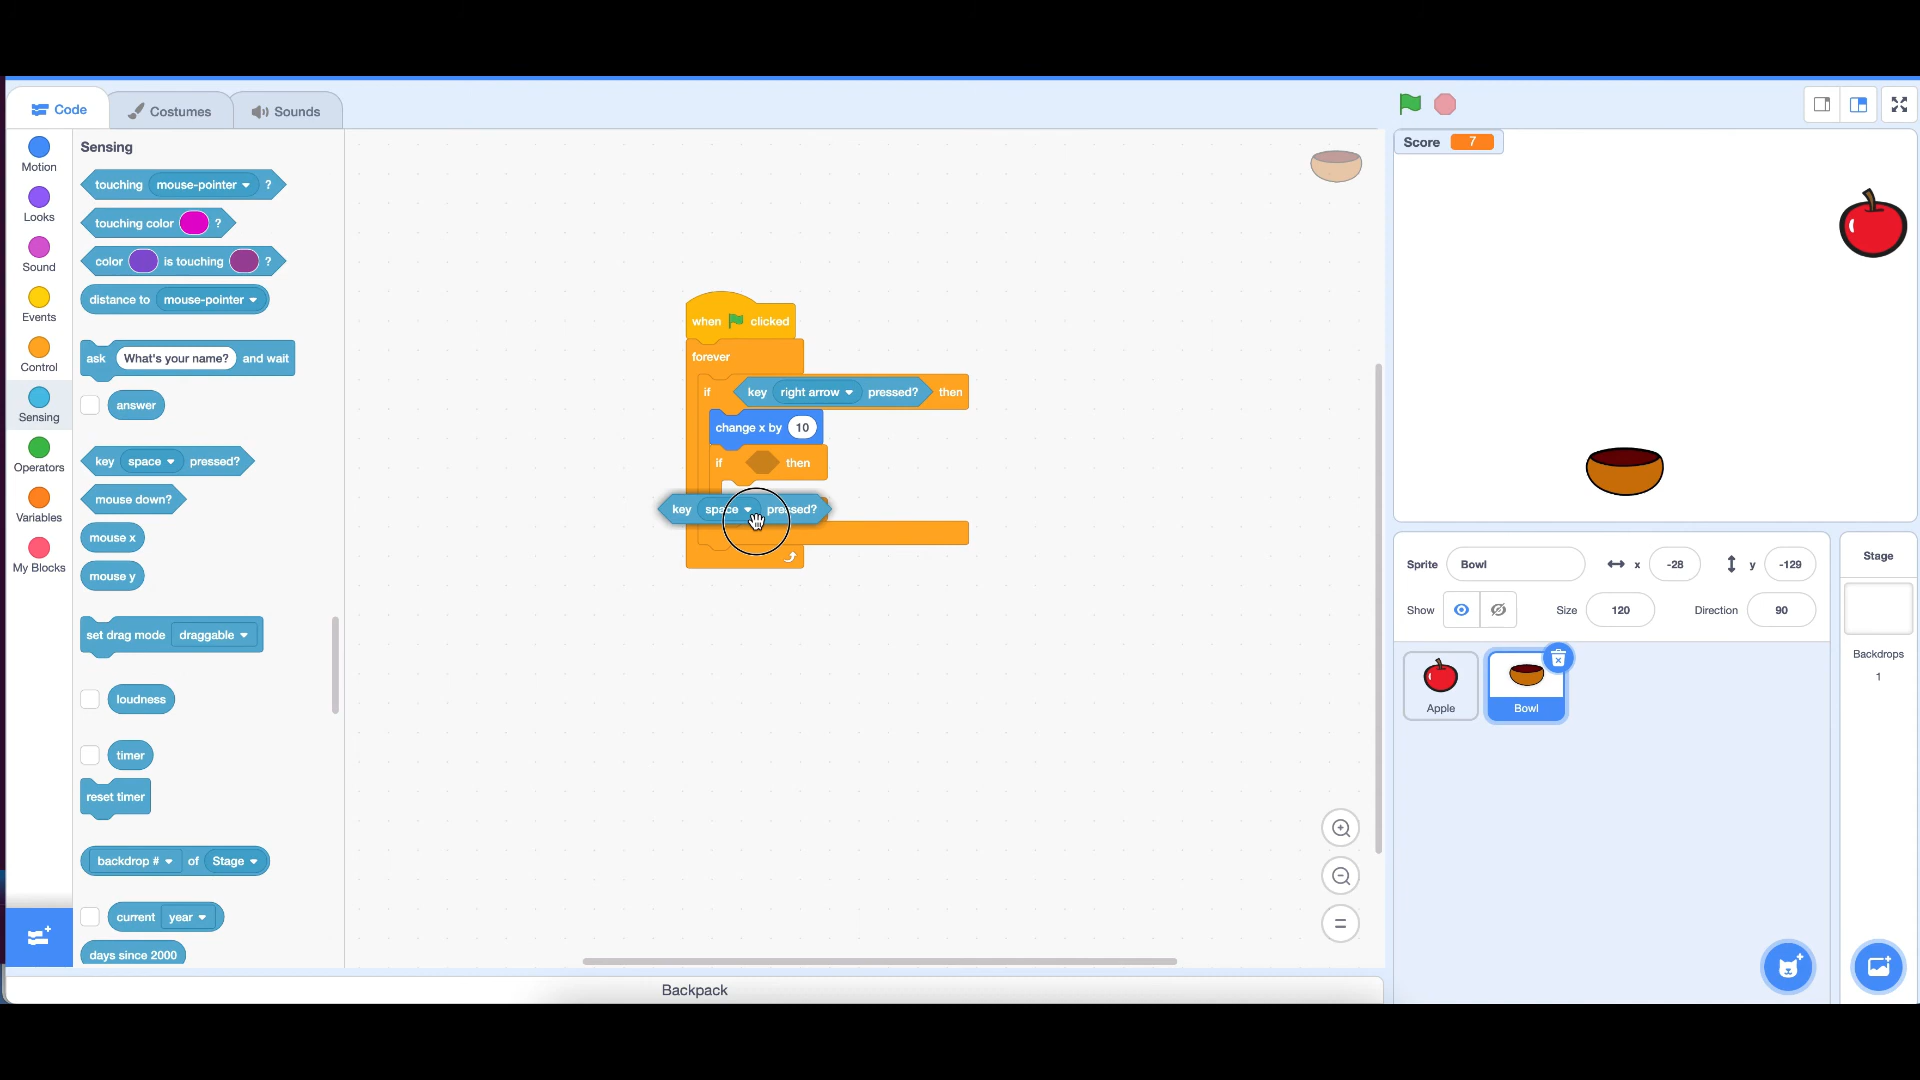 Code
Costumes
Sounds
Motion
Looks
Sound
Events
Control
Sensing
Operators
Variables
My Blocks
Sensing
touching mouse-pointer ?
touching color ?
color is touching ?
distance to mouse-pointer
ask What's your name? and wait
answer
key space pressed?
mouse down?
mouse x
mouse y
set drag mode draggable
loudness
timer
reset timer
backdrop # of Stage
current year
days since 2000
when clicked
forever
if key right arrow pressed? then
change x by 10
if then
key space pressed?
Backpack
Score 7
Sprite Bowl x -28 y -129
Show Size 120 Direction 90
Apple
Bowl
Stage
Backdrops
1